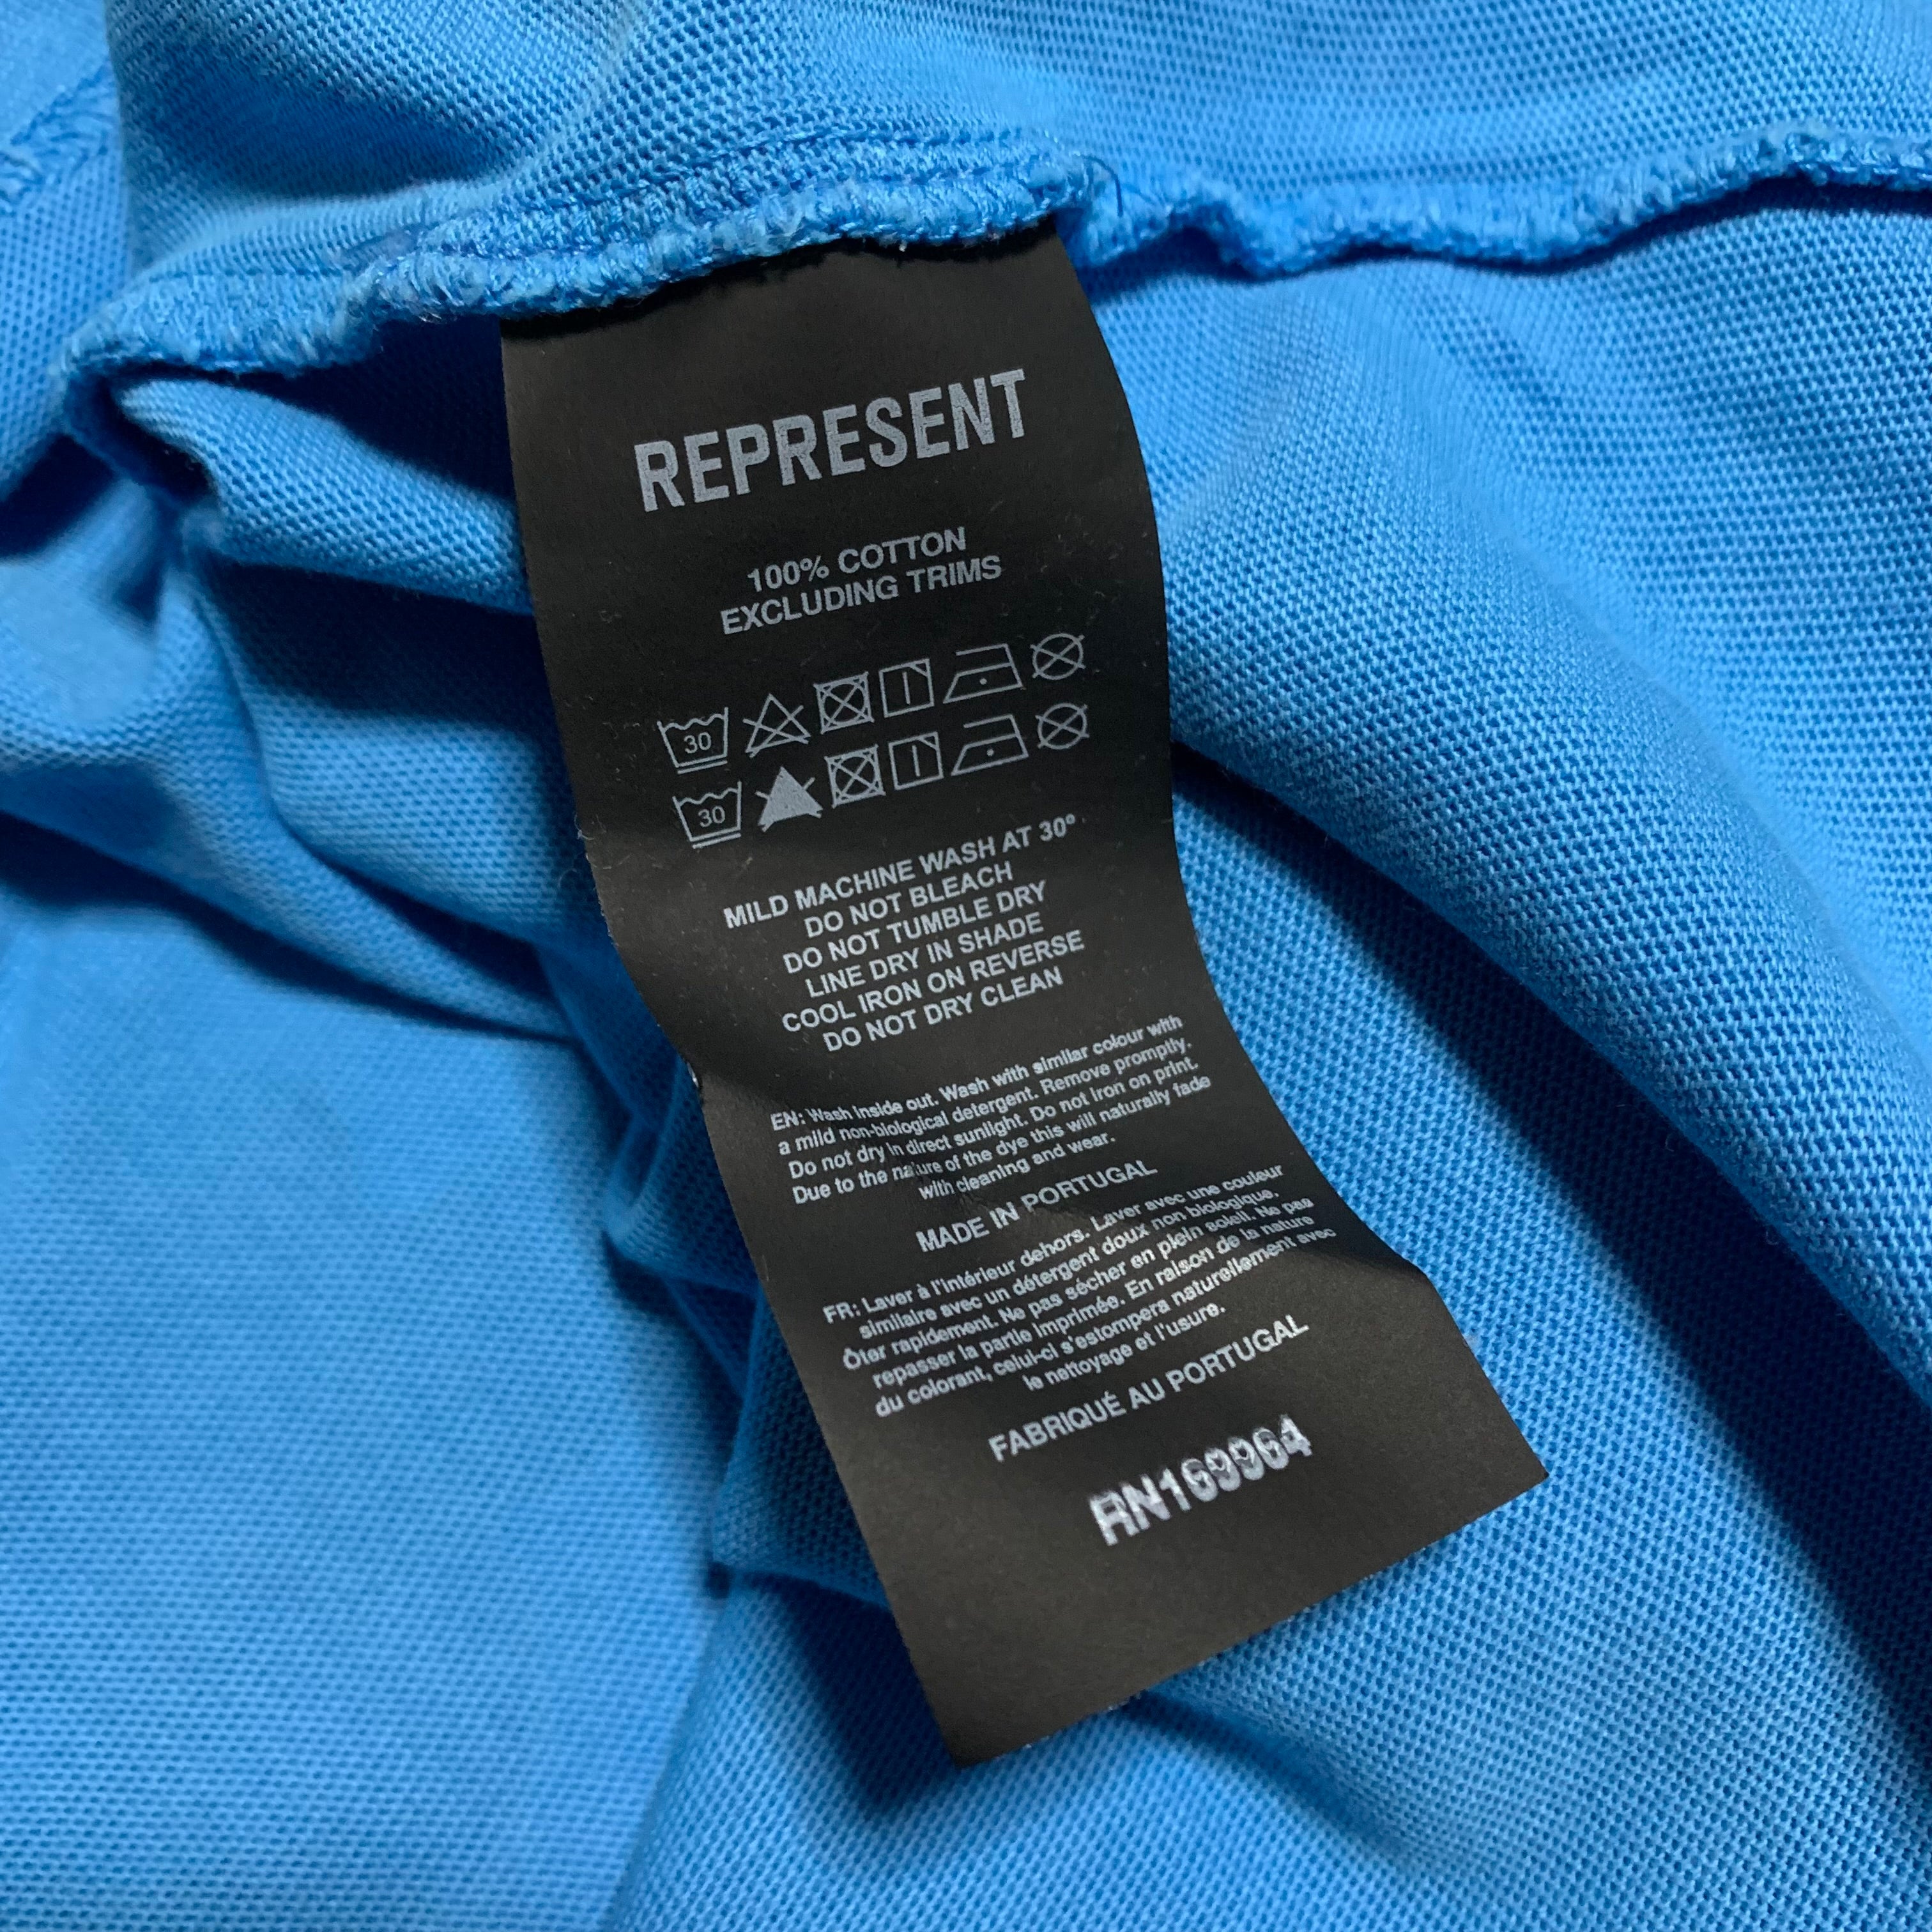 REPRESENT
100% COTTON
EXCLUDING TRIMS
30
30
MILD MACHINE WASH AT 30°
DO NOT BLEACH
DO NOT TUMBLE DRY
LINE DRY IN SHADE
COOL IRON ON REVERSE
DO NOT DRY CLEAN
EN: Wash inside out. Wash with similar colour with
a mild non-biological detergent. Remove promptly.
Do not dry in direct sunlight. Do not iron on print.
Due to the nature of the dye this will naturally fade
with cleaning and wear.
MADE IN PORTUGAL
FR: Laver à l'intérieur dehors. Laver avec une couleur
similaire avec un détergent doux non biologique.
Ôter rapidement. Ne pas sécher en plein soleil. Ne pas
repasser la partie imprimée. En raison de la nature
du colorant, celui-ci s'estompera naturellement avec
le nettoyage et l'usure.
FABRIQUÉ AU PORTUGAL
RN169964